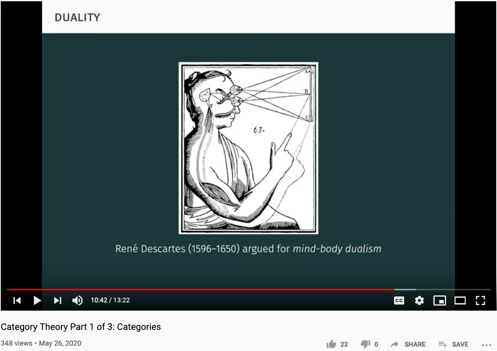 DUALITY
63.
René Descartes (1596–1650) argued for mind-body dualism
10:42 / 13:22
CC
Category Theory Part 1 of 3: Categories
348 views • May 26, 2020
22
0
SHARE
SAVE